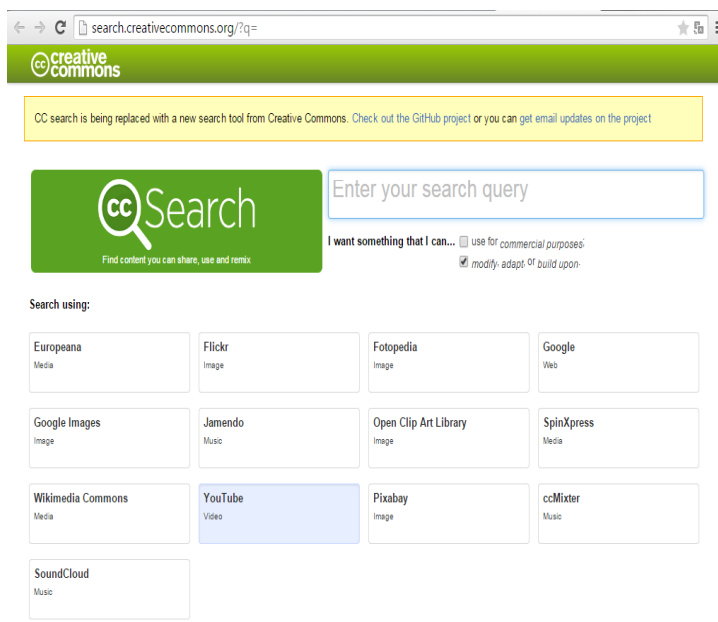 search.creativecommons.org/?q=
cc creative
commons
CC search is being replaced with a new search tool from Creative Commons. Check out the GitHub project or you can get email updates on the project
cc Search
Find content you can share, use and remix
Enter your search query
I want something that I can... use for commercial purposes;
modify, adapt, or build upon.
Search using:
Europeana Flickr Fotopedia Google
Media Image Image Web
Google Images Jamendo Open Clip Art Library SpinXpress
Image Music Image Media
Wikimedia Commons YouTube Pixabay ccMixter
Media Video Image Music
SoundCloud
Music